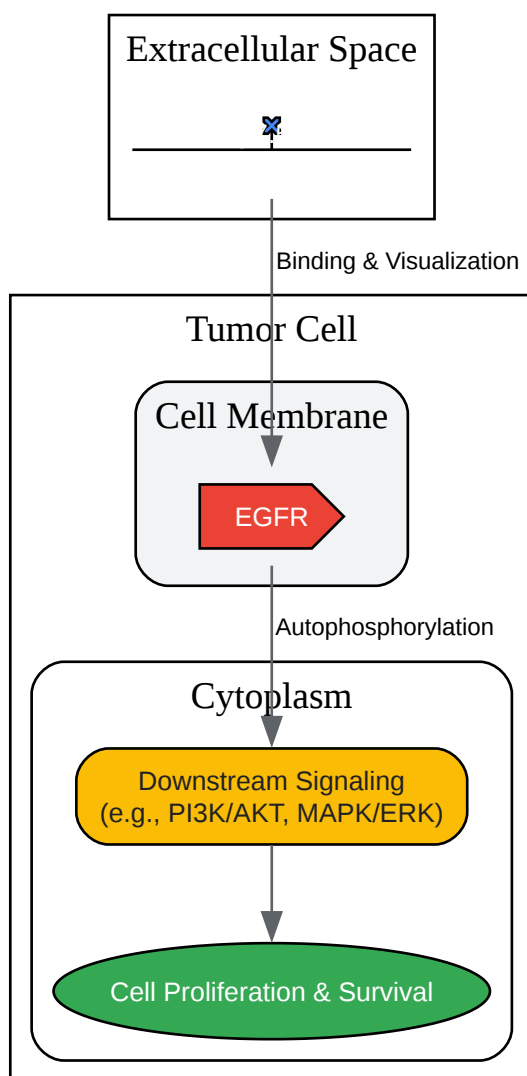 Extracellular Space
Binding & Visualization
Tumor Cell
Cell Membrane
EGFR
Autophosphorylation
Cytoplasm
Downstream Signaling
(e.g., PI3K/AKT, MAPK/ERK)
Cell Proliferation & Survival